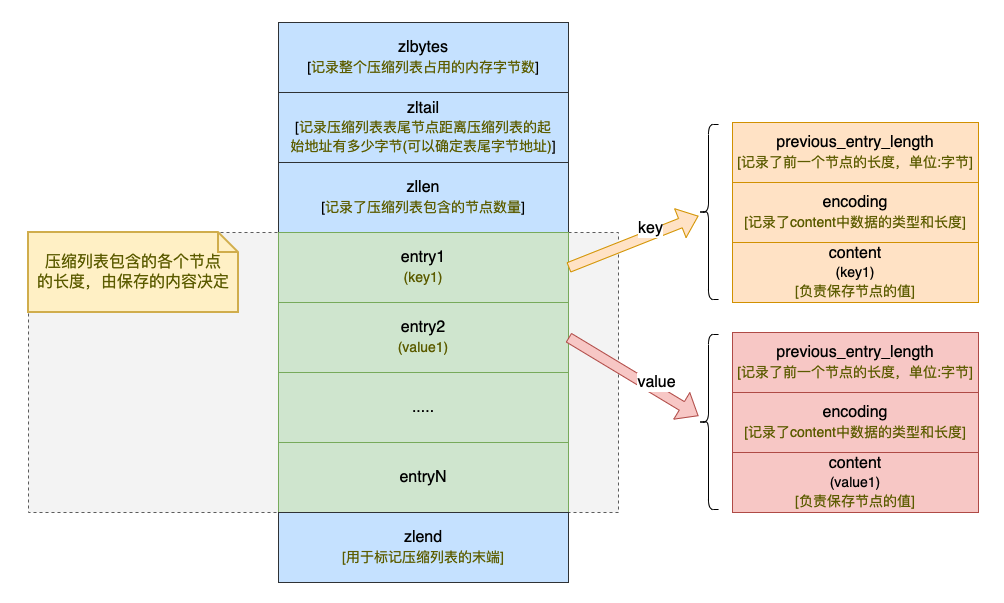 zlbytes
[记录整个压缩列表占用的内存字节数]
zltail
[记录压缩列表表尾节点距离压缩列表的起
始地址有多少字节(可以确定表尾字节地址)]
zllen
[记录了压缩列表包含的节点数量]
压缩列表包含的各个节点
的长度，由保存的内容决定
entry1
(key1)
entry2
(value1)
.....
entryN
zlend
[用于标记压缩列表的末端]
key
value
previous_entry_length
[记录了前一个节点的长度，单位:字节]
encoding
[记录了content中数据的类型和长度]
content
(key1)
[负责保存节点的值]
previous_entry_length
[记录了前一个节点的长度，单位:字节]
encoding
[记录了content中数据的类型和长度]
content
(value1)
[负责保存节点的值]